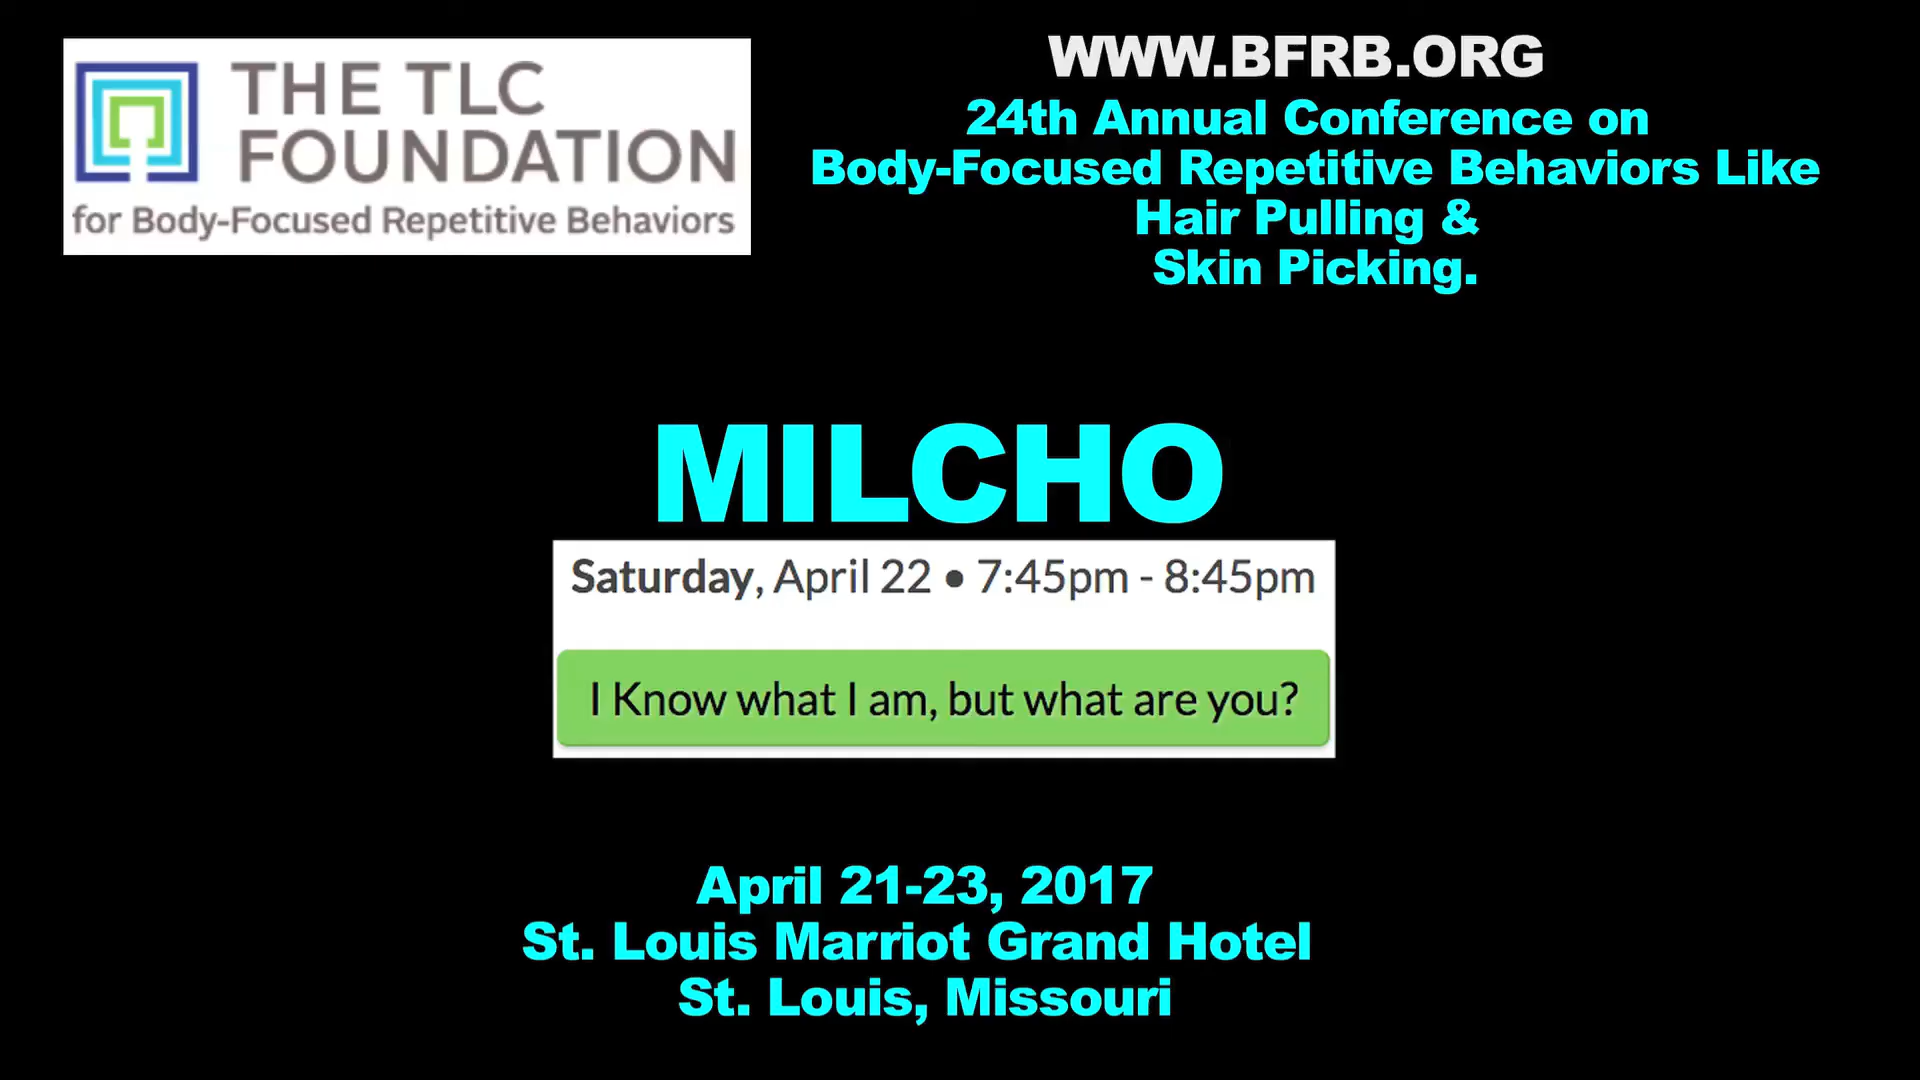 THE TLC
FOUNDATION
for Body-Focused Repetitive Behaviors
WWW.BFRB.ORG
24th Annual Conference on
Body-Focused Repetitive Behaviors Like
Hair Pulling &
Skin Picking.
MILCHO
Saturday, April 22 • 7:45pm - 8:45pm
I Know what I am, but what are you?
April 21-23, 2017
St. Louis Marriot Grand Hotel
St. Louis, Missouri